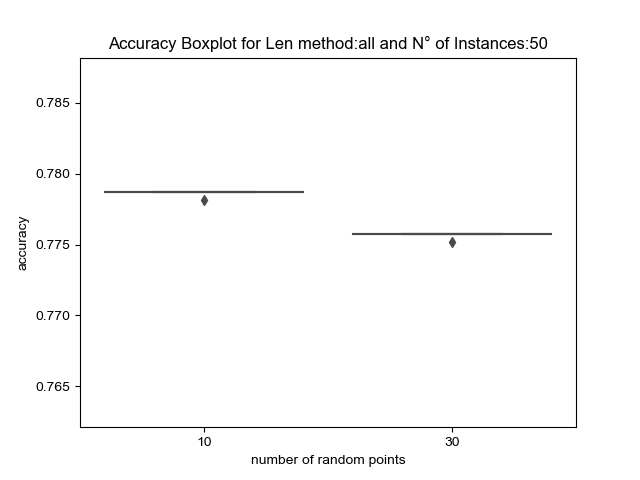 Accuracy Boxplot for Len method:all and N° of Instances:50
0.785
0.780
0.775
0.770
0.765
accuracy
10 30
number of random points